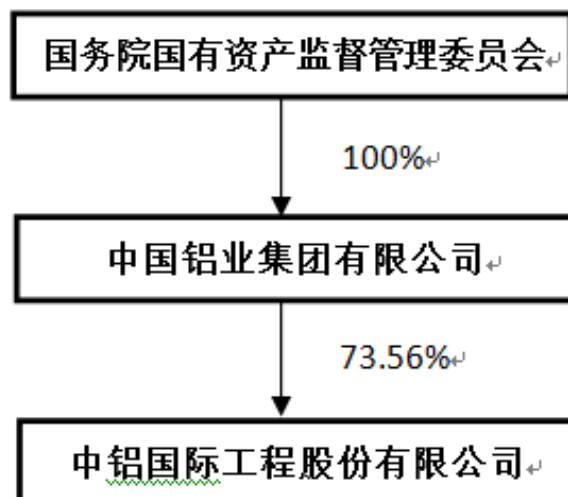 国务院国有资产监督管理委员会
100%
中国铝业集团有限公司
73.56%
中铝国际工程股份有限公司